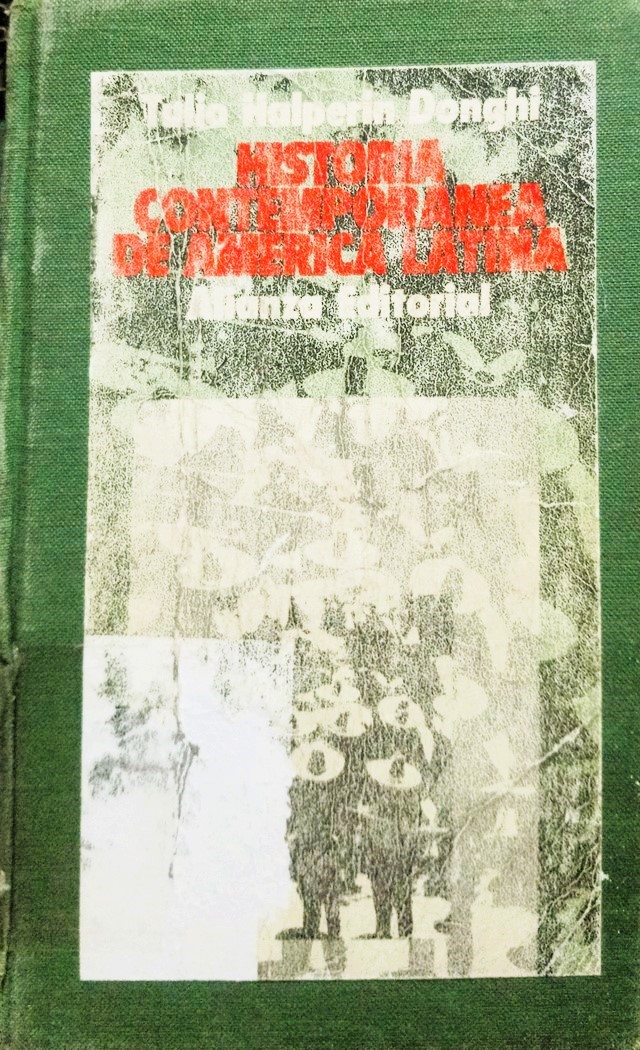 Tulio Halperin Donghi
HISTORIA
CONTEMPORANEA
DE AMERICA LATINA
Alianza Editorial